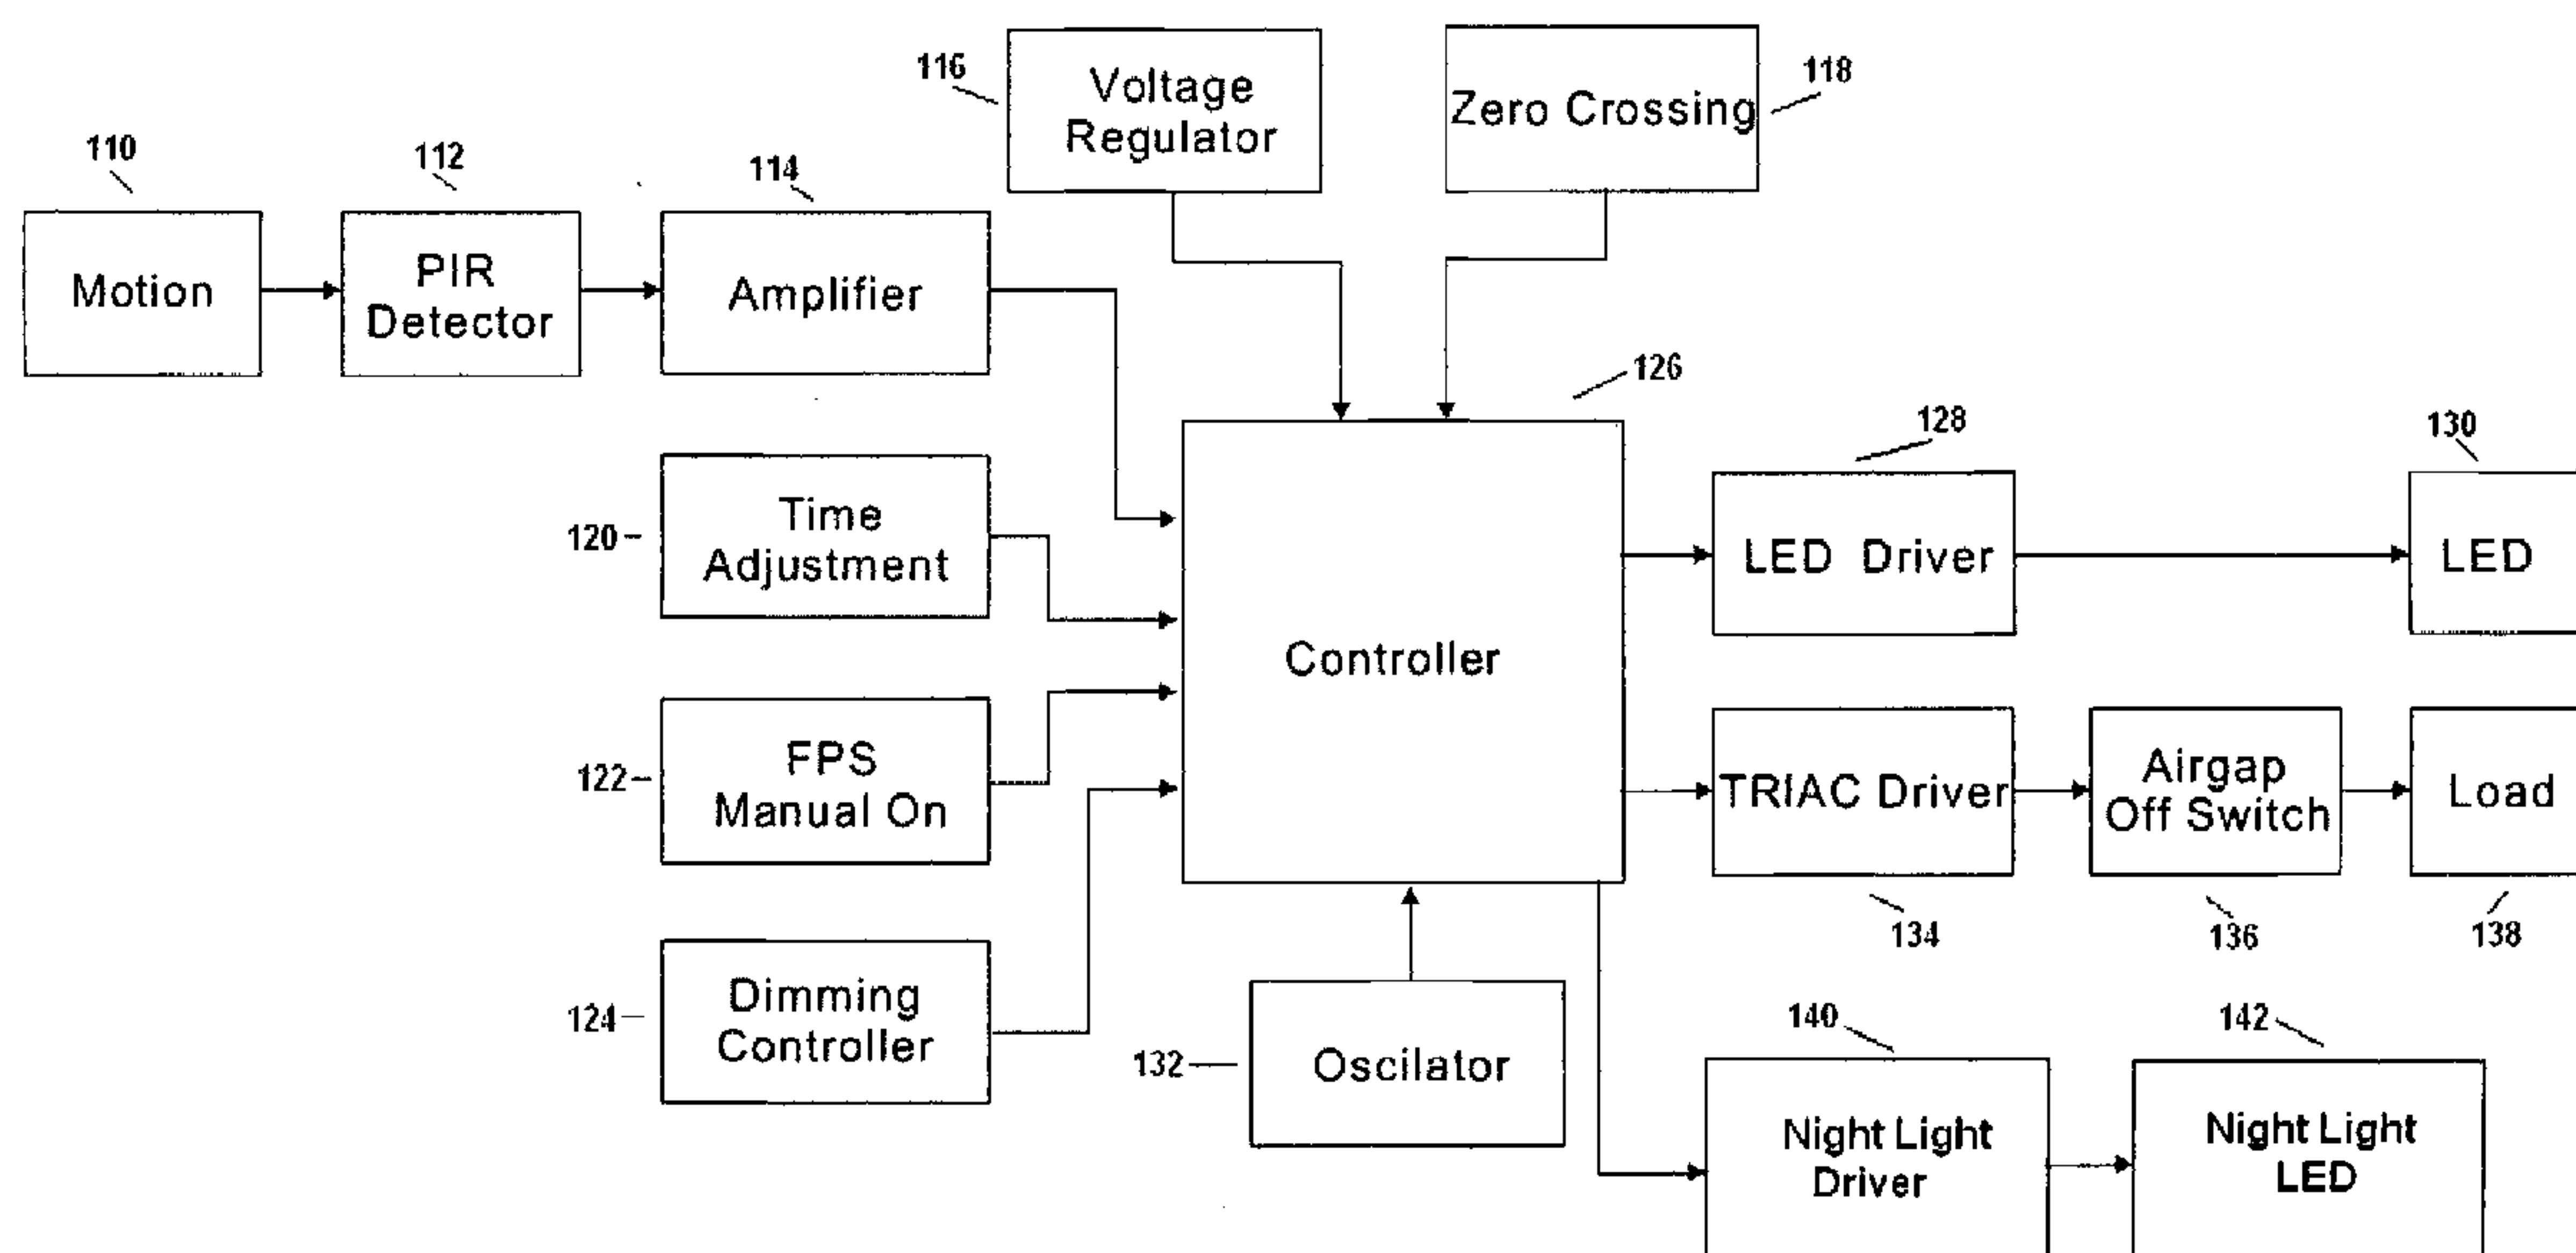 116
Voltage
Regulator
Zero Crossing
118
110
112
114
Motion
PIR
Detector
Amplifier
126
128
130
120
Time
Adjustment
LED Driver
LED
Controller
122
FPS
Manual On
TRIAC Driver
Airgap
Off Switch
Load
134
136
138
124
Dimming
Controller
132
Oscilator
140
142
Night Light
Driver
Night Light
LED